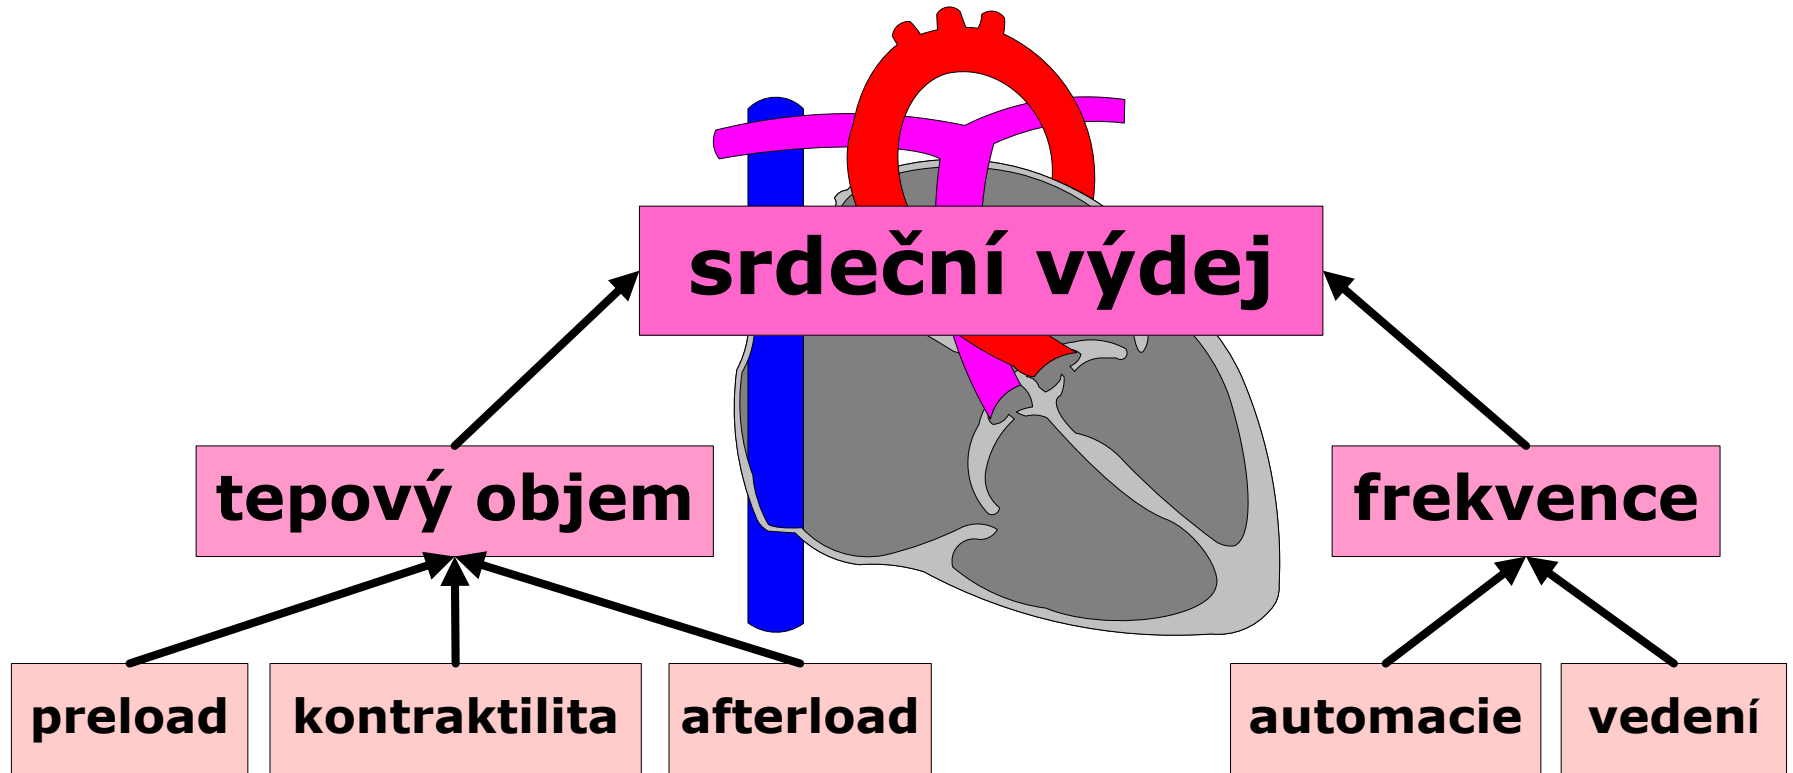 srdeční výdej
tepový objem
frekvence
preload
kontraktilita
afterload
automacie
vedení